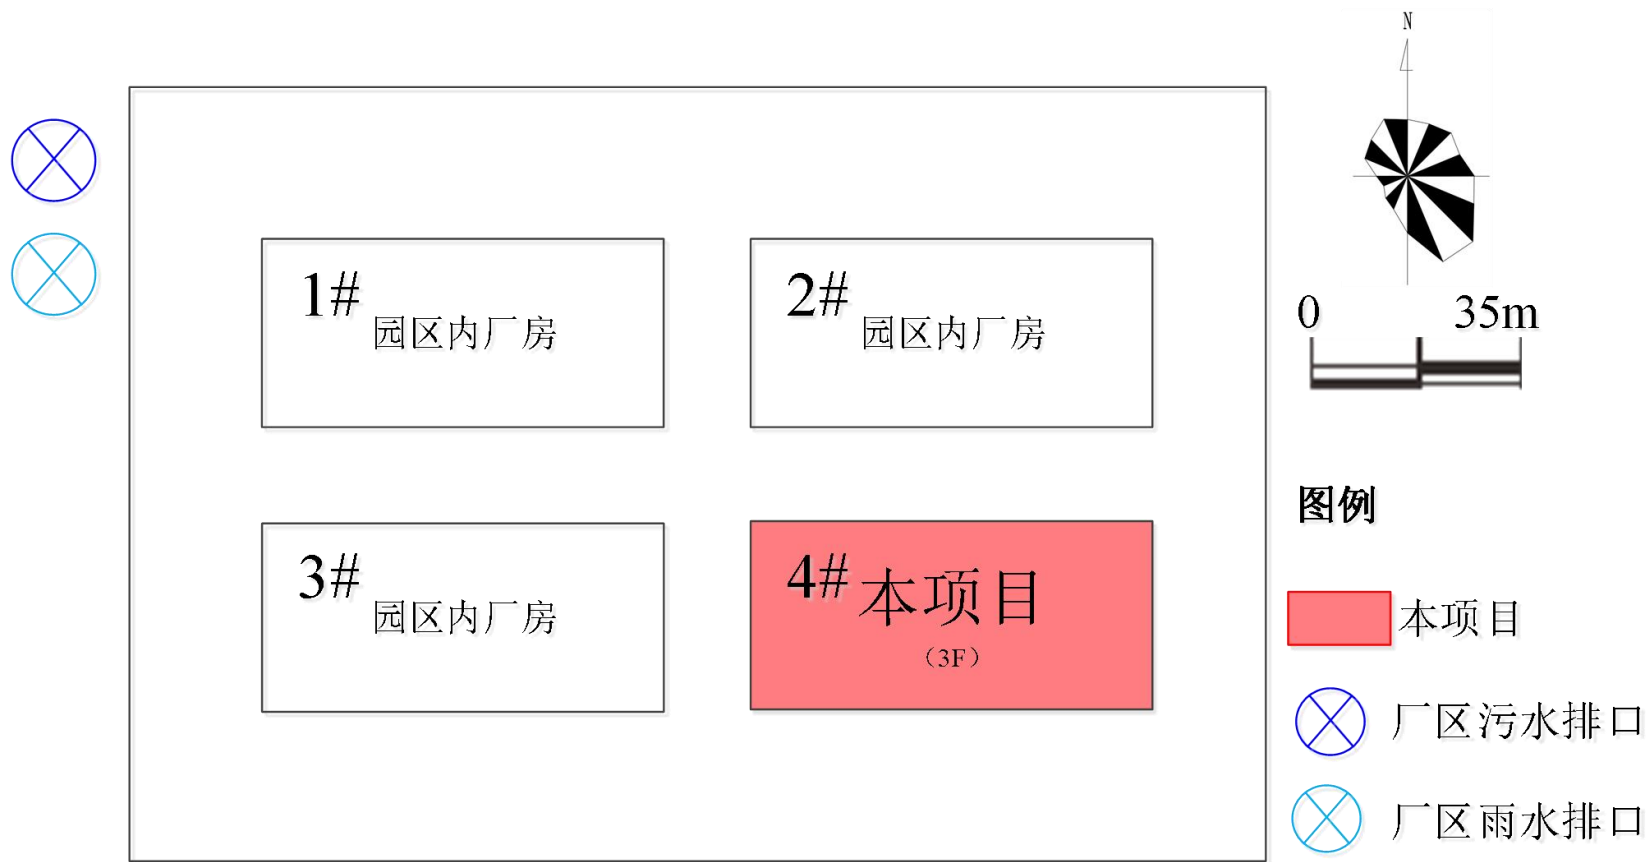 N
0 35m
1#
园区内厂房
2#
园区内厂房
3#
园区内厂房
4# 本项目
（3F）
图例
本项目
厂区污水排口
厂区雨水排口